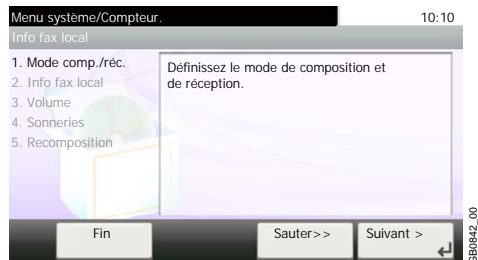 Menu système/Compteur.
10:10
Info fax local
1. Mode comp./réc.
2. Info fax local
3. Volume
4. Sonneries
5. Recomposition
Définissez le mode de composition et
de réception.
Fin
Sauter>>
Suivant >
GB0842_00